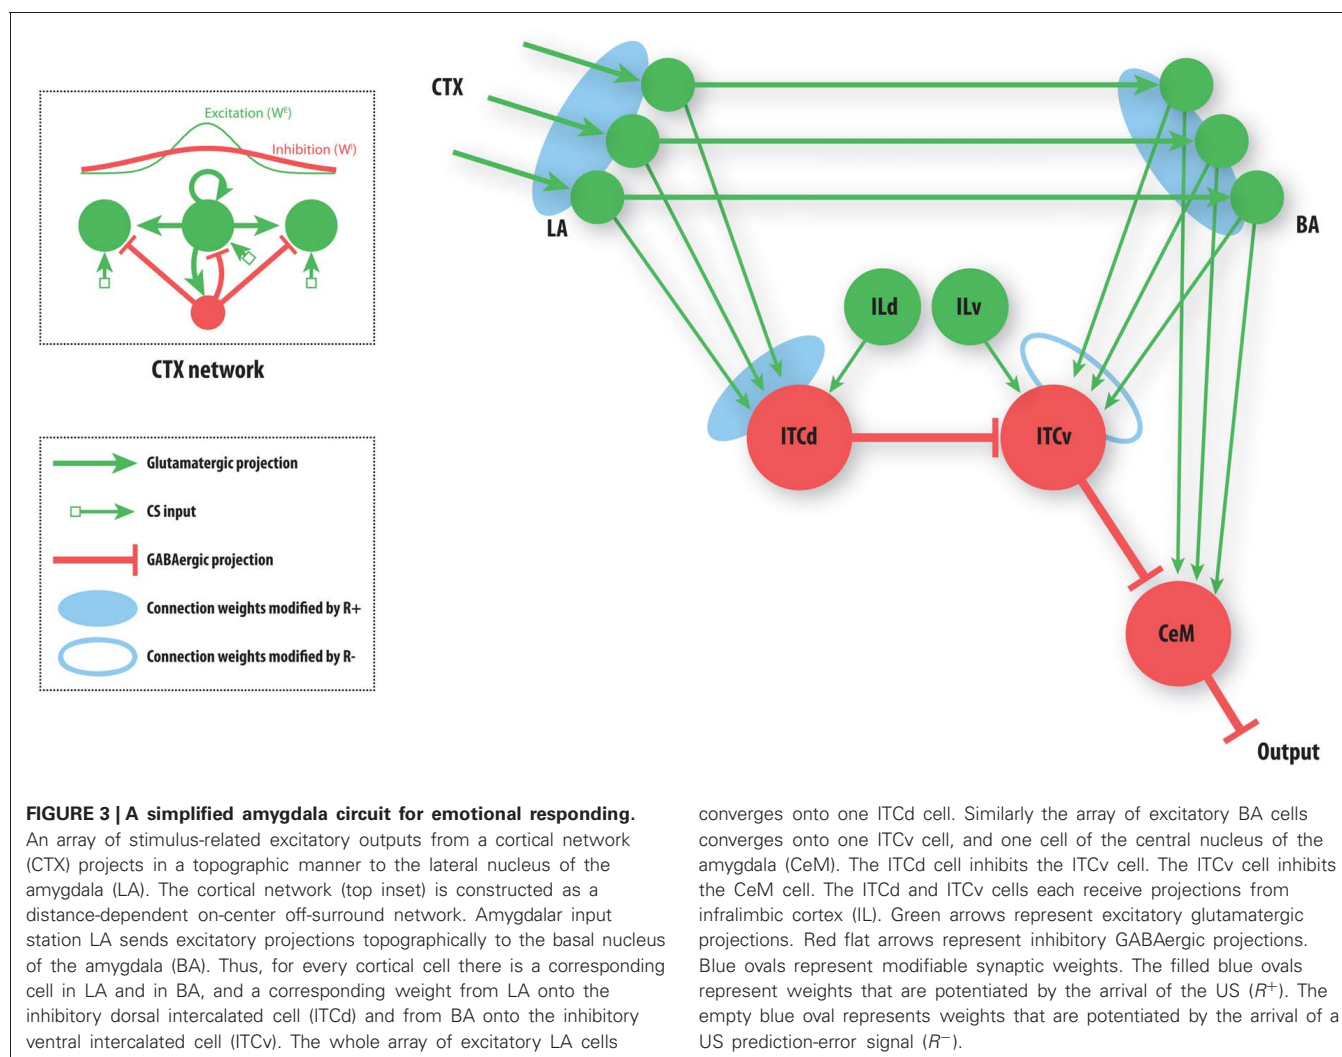 Excitation (Wᴱ)
Inhibition (Wᴵ)
CTX network
Glutamatergic projection
CS input
GABAergic projection
Connection weights modified by R+
Connection weights modified by R-
CTX
LA
BA
ILd
ILv
ITCd
ITCv
CeM
Output
FIGURE 3 | A simplified amygdala circuit for emotional responding.
An array of stimulus-related excitatory outputs from a cortical network
(CTX) projects in a topographic manner to the lateral nucleus of the
amygdala (LA). The cortical network (top inset) is constructed as a
distance-dependent on-center off-surround network. Amygdalar input
station LA sends excitatory projections topographically to the basal nucleus
of the amygdala (BA). Thus, for every cortical cell there is a corresponding
cell in LA and in BA, and a corresponding weight from LA onto the
inhibitory dorsal intercalated cell (ITCd) and from BA onto the inhibitory
ventral intercalated cell (ITCv). The whole array of excitatory LA cells
converges onto one ITCd cell. Similarly the array of excitatory BA cells
converges onto one ITCv cell, and one cell of the central nucleus of the
amygdala (CeM). The ITCd cell inhibits the ITCv cell. The ITCv cell inhibits
the CeM cell. The ITCd and ITCv cells each receive projections from
infralimbic cortex (IL). Green arrows represent excitatory glutamatergic
projections. Red flat arrows represent inhibitory GABAergic projections.
Blue ovals represent modifiable synaptic weights. The filled blue ovals
represent weights that are potentiated by the arrival of the US (R⁺). The
empty blue oval represents weights that are potentiated by the arrival of a
US prediction-error signal (R⁻).